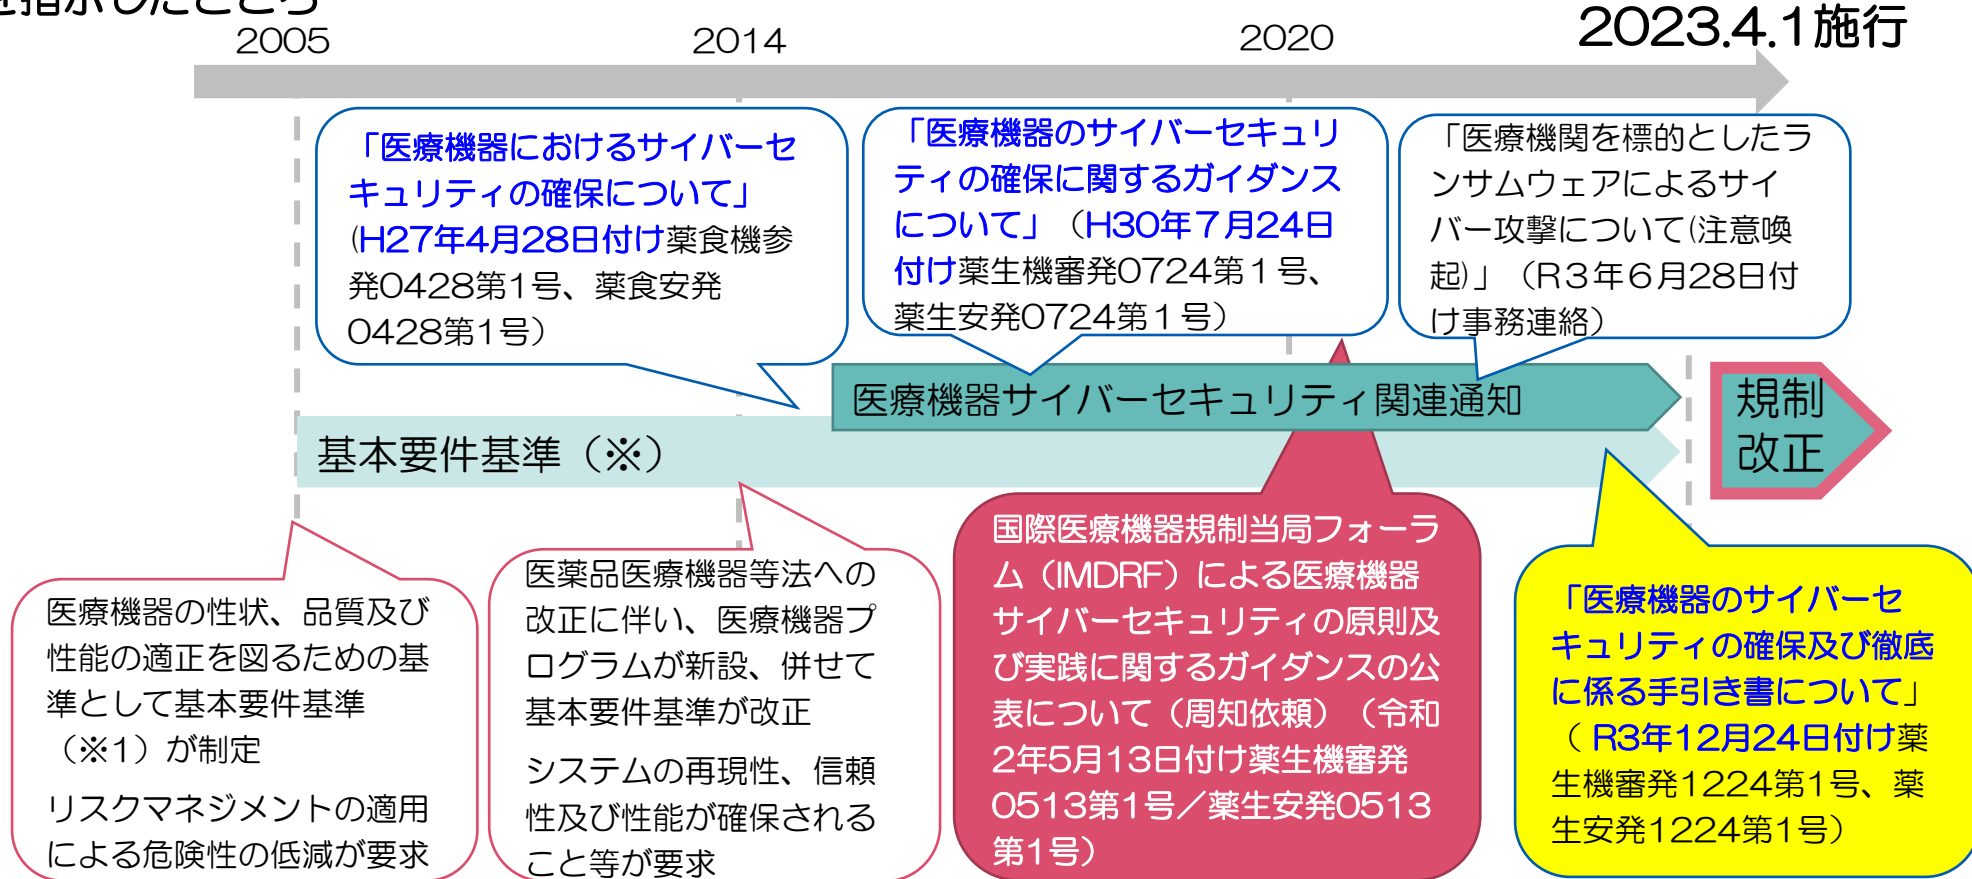 を指示したところ
2005
2014
2020
2023.4.1施行
「医療機器におけるサイバーセ
キュリティの確保について」
(H27年4月28日付け薬食機参
発0428第1号、薬食安発
0428第1号）
「医療機器のサイバーセキュリ
ティの確保に関するガイダンス
について」（H30年７月24日
付け薬生機審発0724第１号、
薬生安発0724第１号）
「医療機関を標的としたラ
ンサムウェアによるサイ
バー攻撃について(注意喚
起)」（R３年６月28日付
け事務連絡）
医療機器サイバーセキュリティ関連通知
基本要件基準（※）
規制
改正
医療機器の性状、品質及び
性能の適正を図るための基
準として基本要件基準
（※1）が制定
リスクマネジメントの適用
による危険性の低減が要求
医薬品医療機器等法への
改正に伴い、医療機器プ
ログラムが新設、併せて
基本要件基準が改正
システムの再現性、信頼
性及び性能が確保される
こと等が要求
国際医療機器規制当局フォーラ
ム（IMDRF）による医療機器
サイバーセキュリティの原則及
び実践に関するガイダンスの公
表について（周知依頼）（令和
2年5月13日付け薬生機審発
0513第1号／薬生安発0513
第1号）
「医療機器のサイバーセ
キュリティの確保及び徹底
に係る手引き書について」
（ R3年12月24日付け薬
生機審発1224第1号、薬
生安発1224第1号）